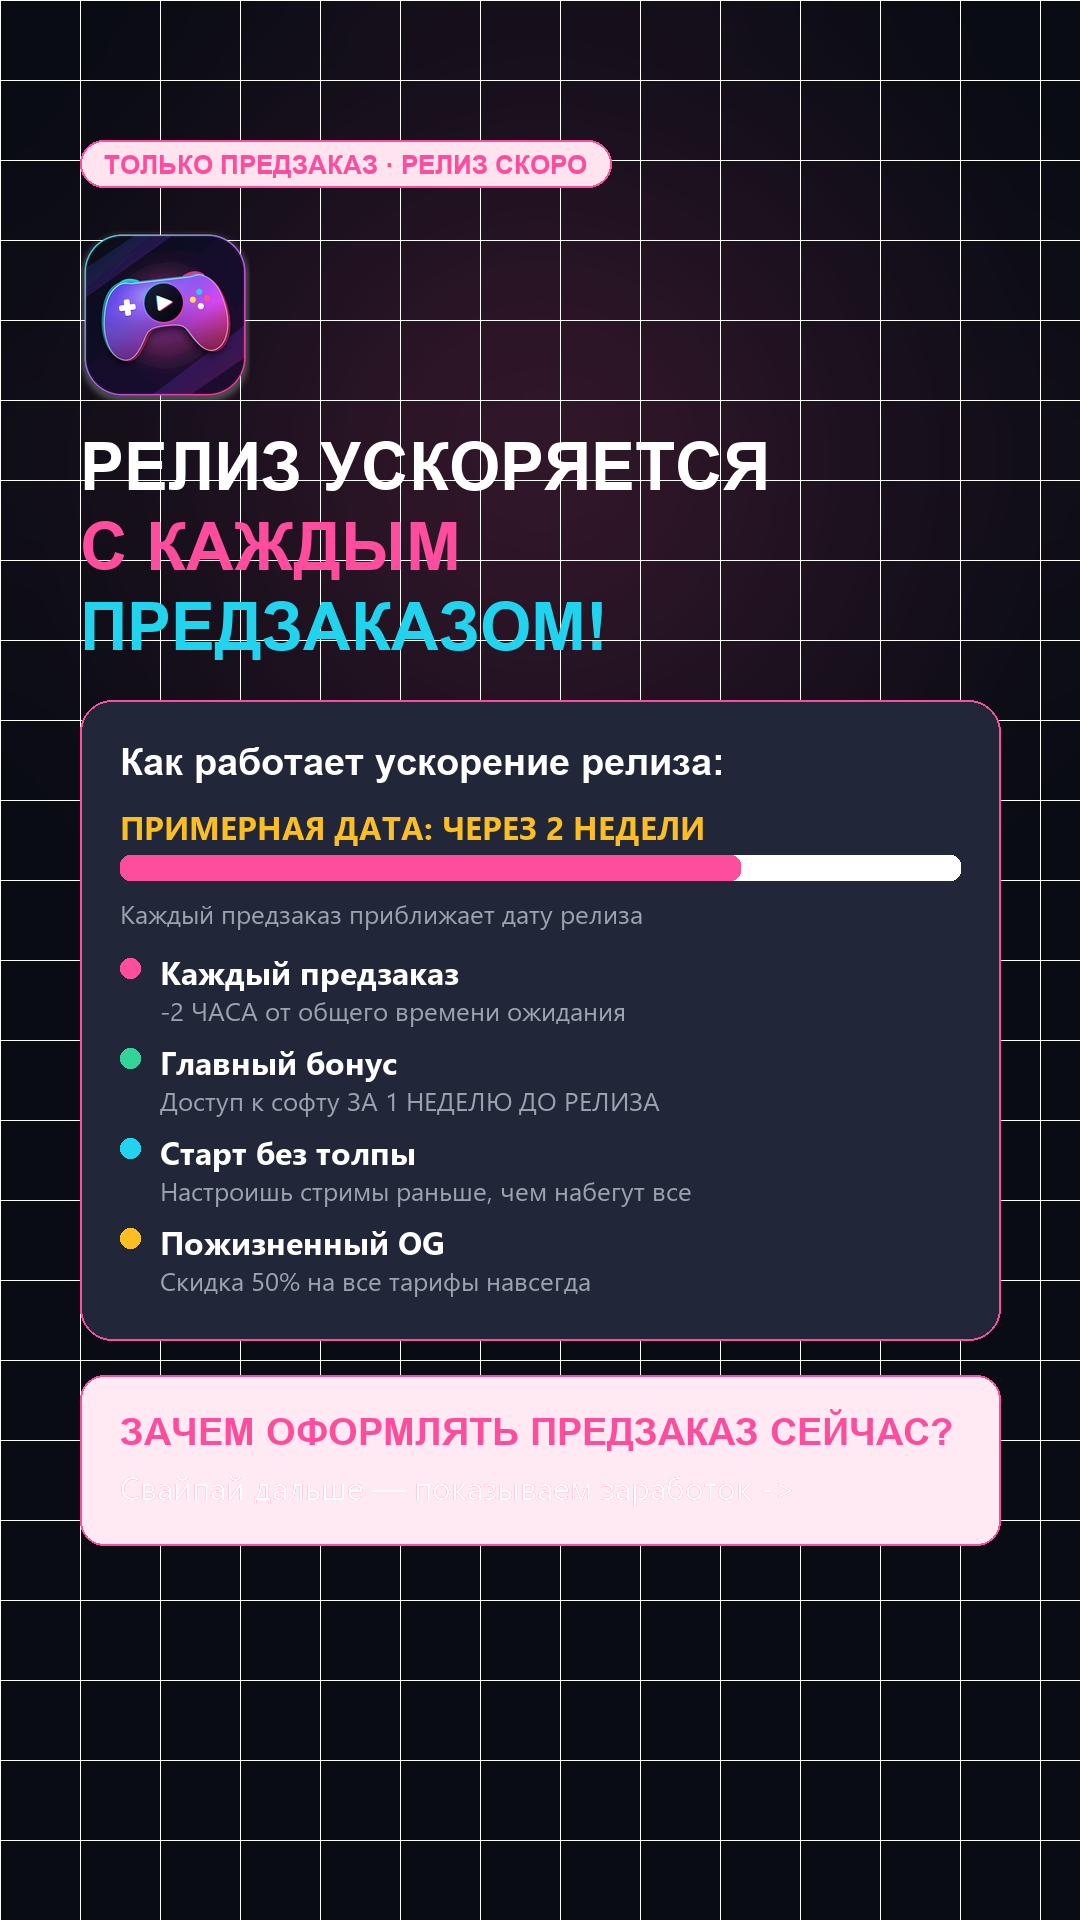 ТОЛЬКО ПРЕДЗАКАЗ · РЕЛИЗ СКОРО
РЕЛИЗ УСКОРЯЕТСЯ
С КАЖДЫМ
ПРЕДЗАКАЗОМ!
Как работает ускорение релиза:
ПРИМЕРНАЯ ДАТА: ЧЕРЕЗ 2 НЕДЕЛИ
Каждый предзаказ приближает дату релиза
Каждый предзаказ
-2 ЧАСА от общего времени ожидания
Главный бонус
Доступ к софту ЗА 1 НЕДЕЛЮ ДО РЕЛИЗА
Старт без толпы
Настроишь стримы раньше, чем набегут все
Пожизненный OG
Скидка 50% на все тарифы навсегда
ЗАЧЕМ ОФОРМЛЯТЬ ПРЕДЗАКАЗ СЕЙЧАС?
Свайпай дальше — показываем заработок ->